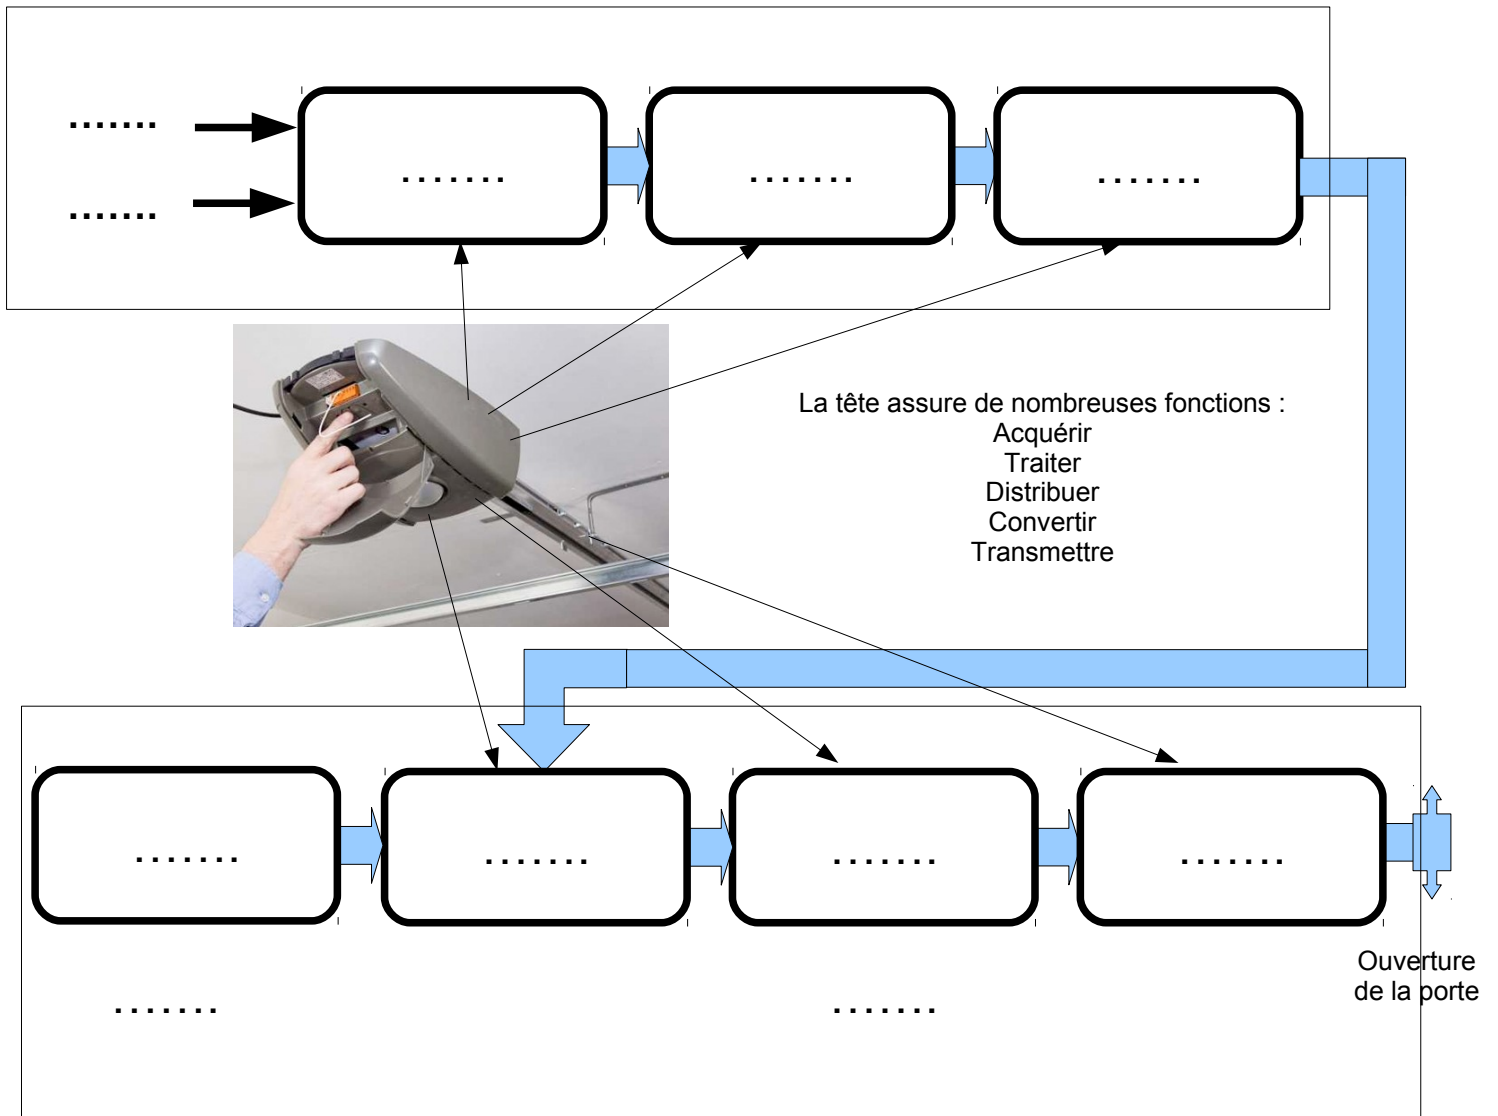 .......
.......
.......
.......
.......
La tête assure de nombreuses fonctions :
Acquérir
Traiter
Distribuer
Convertir
Transmettre
.......
.......
.......
.......
Ouverture
de la porte
.......
.......